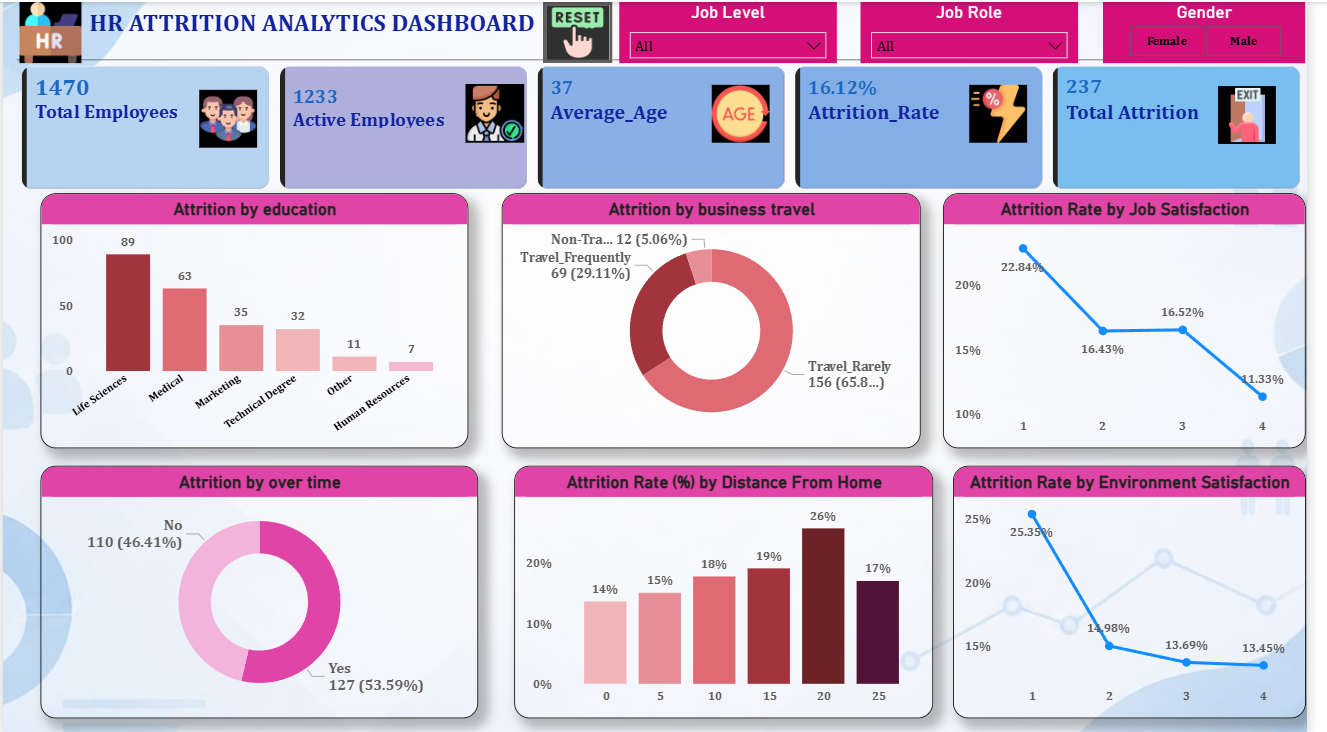 HR
HR ATTRITION ANALYTICS DASHBOARD
RESET
Job Level
All
Job Role
All
Gender
Female
Male
1470
Total Employees
1233
Active Employees
37
Average_Age
AGE
16.12%
Attrition_Rate
%
237
Total Attrition
EXIT
Attrition by education
100
50
0
89
63
35
32
11
7
Life Sciences
Medical
Marketing
Technical Degree
Other
Human Resources
Attrition by business travel
Non-Tra... 12 (5.06%)
Travel_Frequently
69 (29.11%)
Travel_Rarely
156 (65.8...)
Attrition Rate by Job Satisfaction
20%
15%
10%
22.84%
16.43%
16.52%
11.33%
1
2
3
4
Attrition by over time
No
110 (46.41%)
Yes
127 (53.59%)
Attrition Rate (%) by Distance From Home
20%
10%
0%
14%
15%
18%
19%
26%
17%
0
5
10
15
20
25
Attrition Rate by Environment Satisfaction
25%
20%
15%
25.35%
14.98%
13.69%
13.45%
1
2
3
4